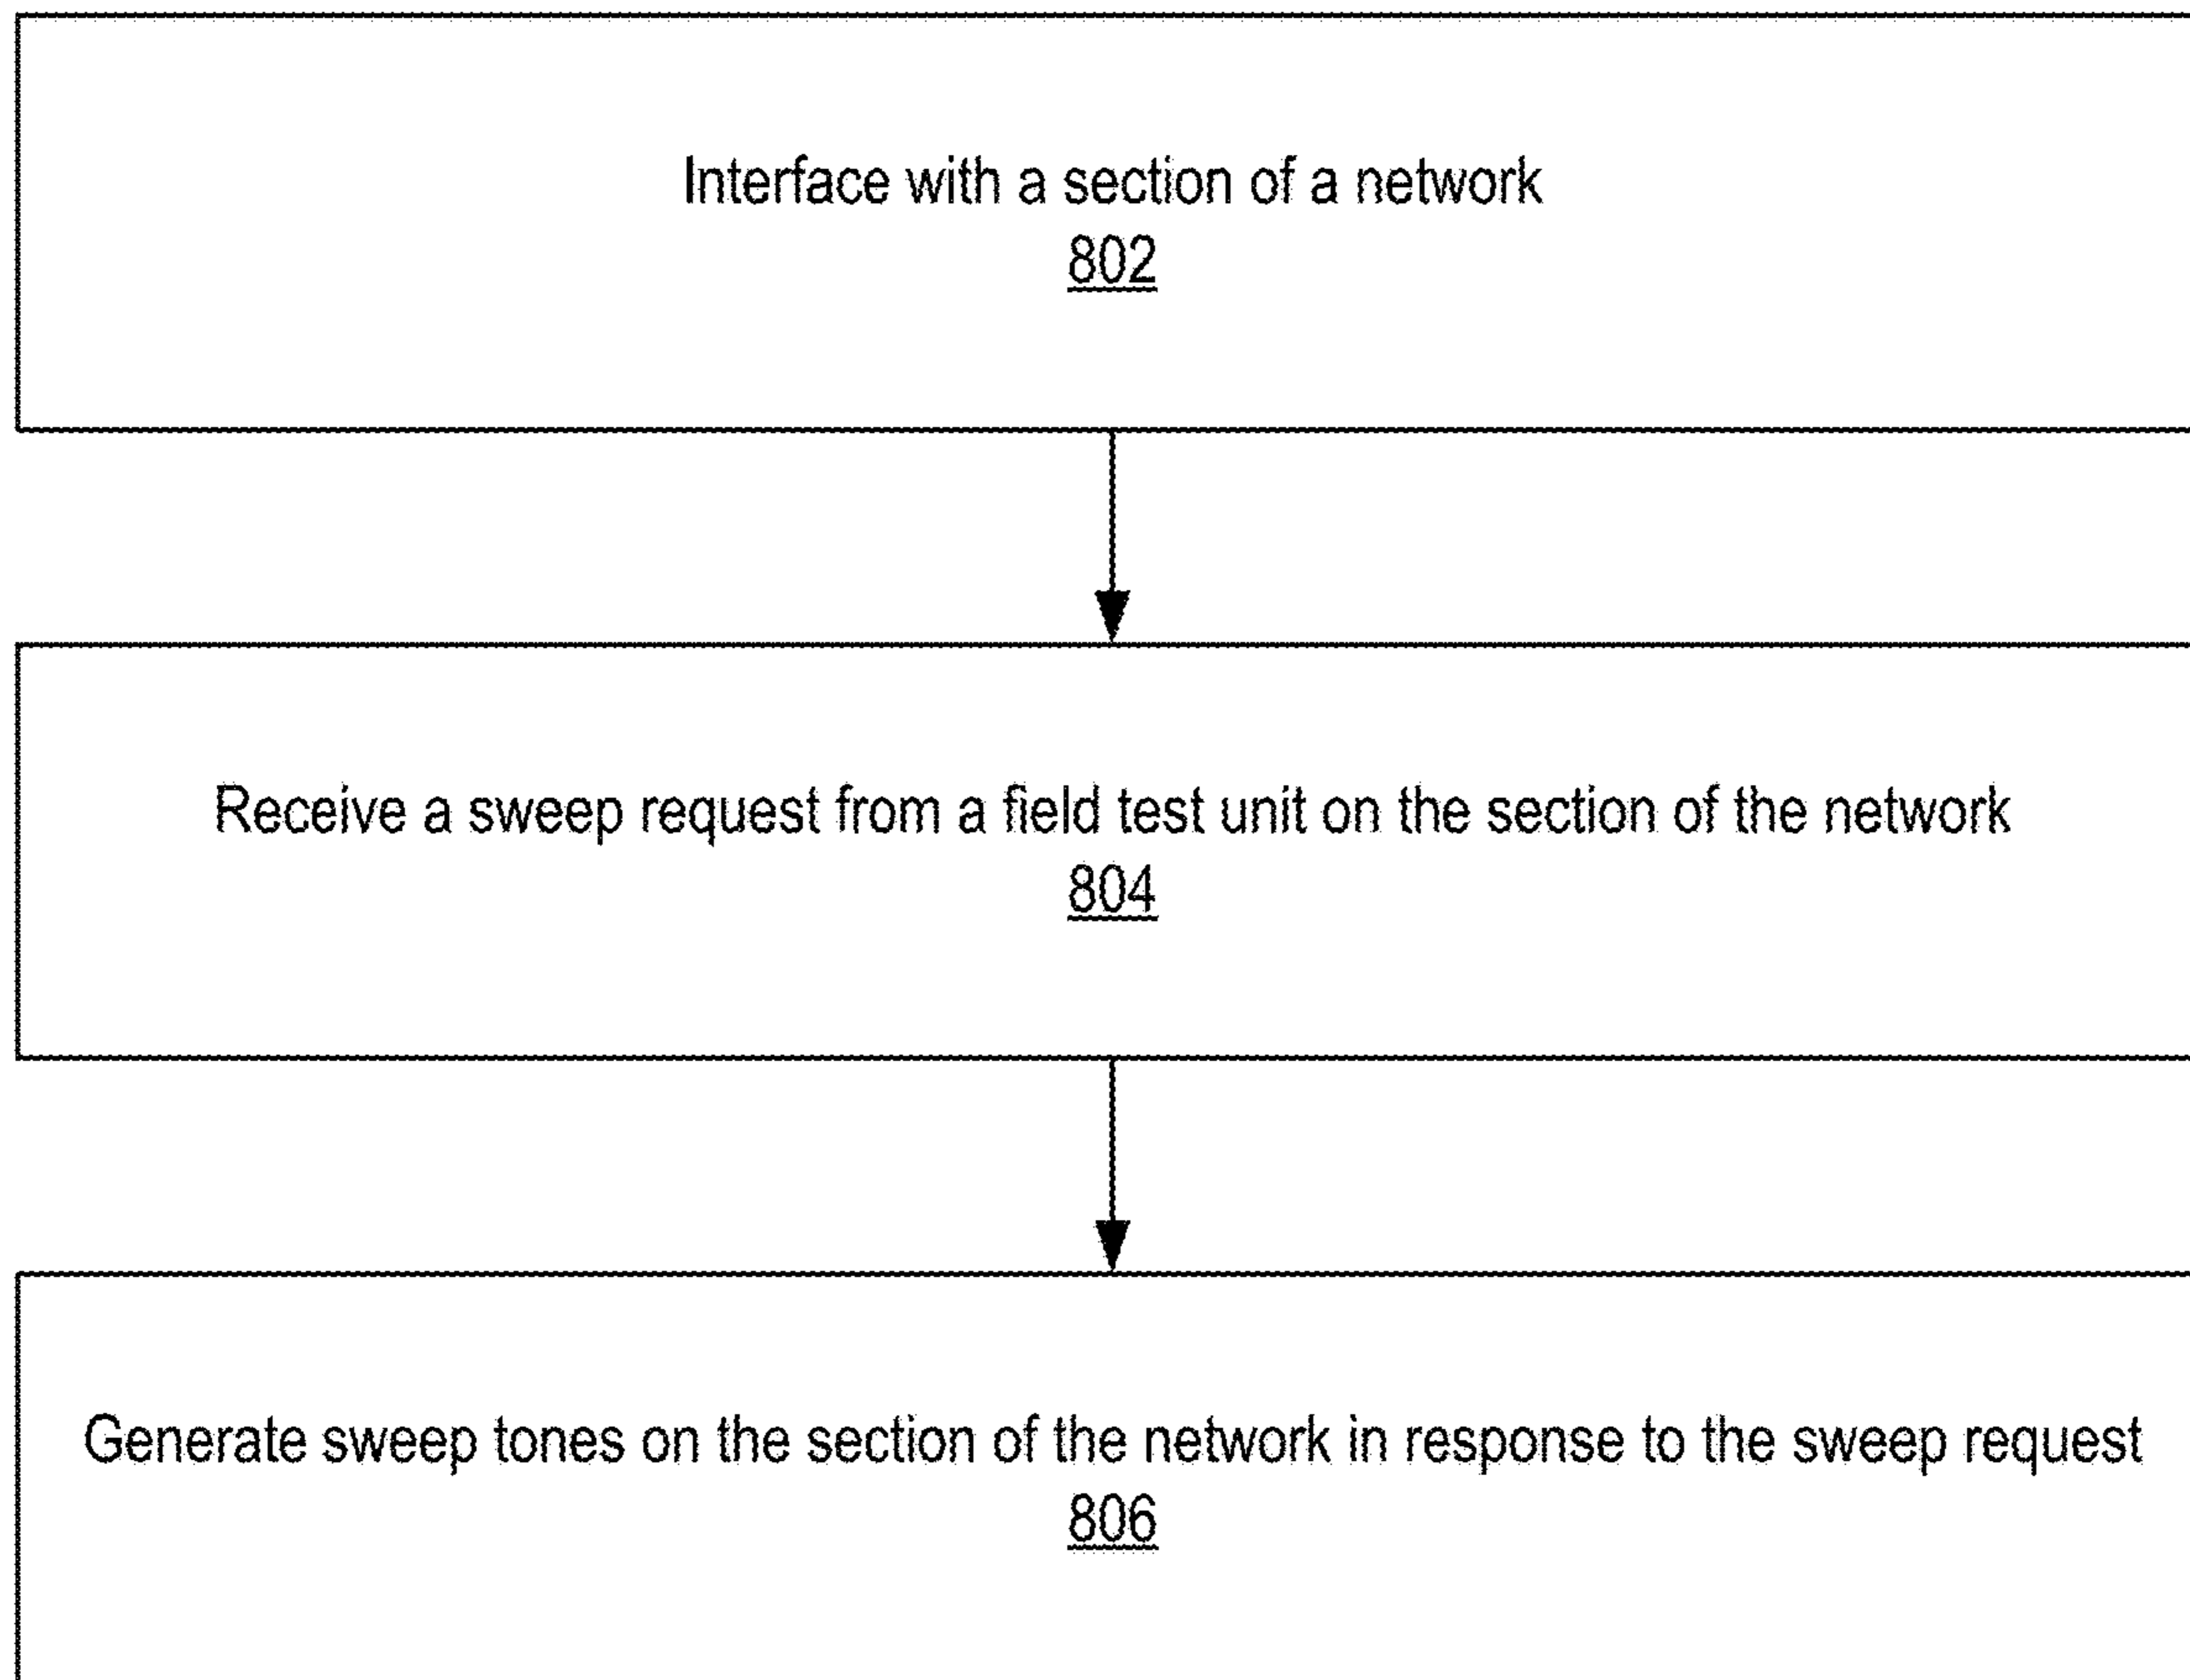 Interface with a section of a network
802
Receive a sweep request from a field test unit on the section of the network
804
Generate sweep tones on the section of the network in response to the sweep request
806